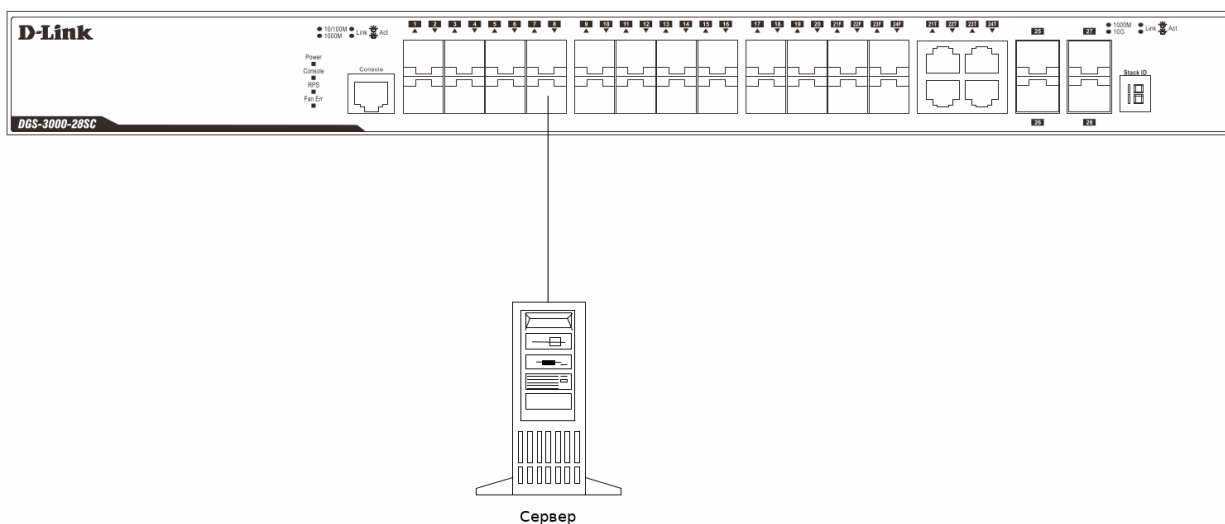 D-Link
10/100M
1000M
Link
Act
Power
Console
RPS
Fan Err
Console
1 2 3 4 5 6 7 8
9 10 11 12 13 14 15 16
17 18 19 20 21F 22F 23F 24F
21T 22T 23T 24T
25
27
1000M
10G
Link
Act
Stack ID
26
28
DGS-3000-28SC
Сервер